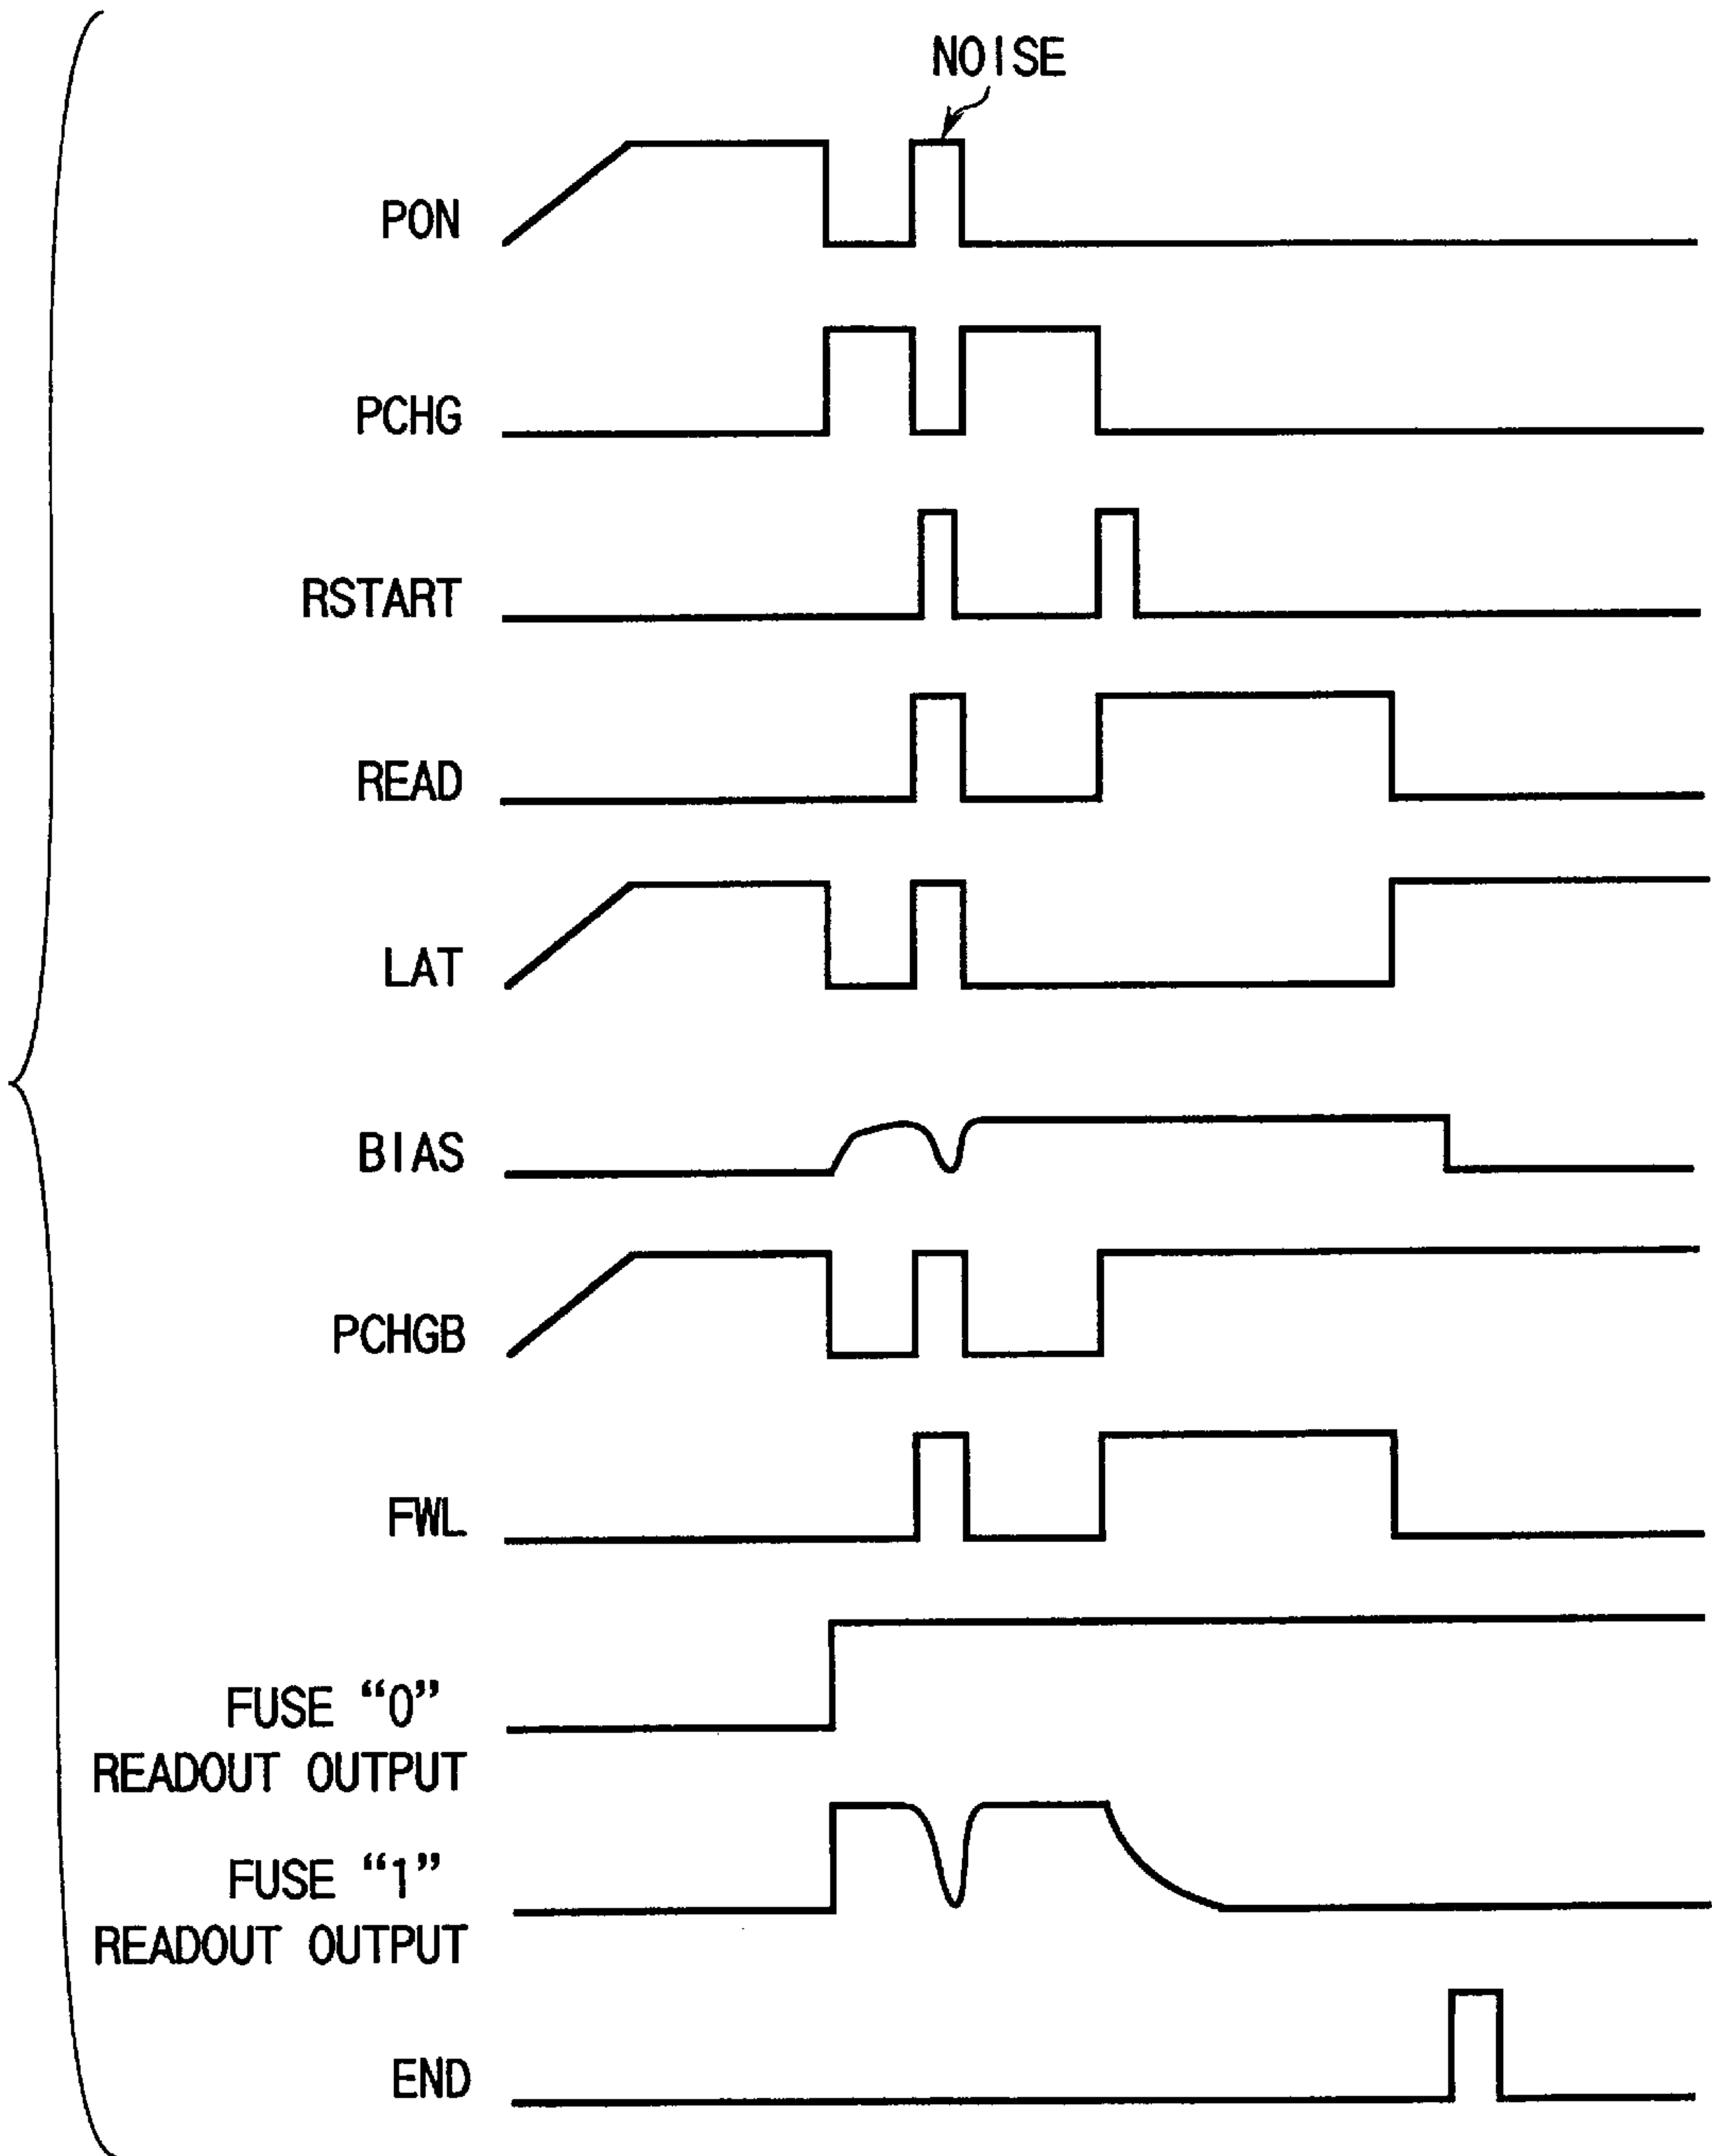 NOISE
PON
PCHG
RSTART
READ
LAT
BIAS
PCHGB
FWL
FUSE “0”
READOUT OUTPUT
FUSE “1”
READOUT OUTPUT
END